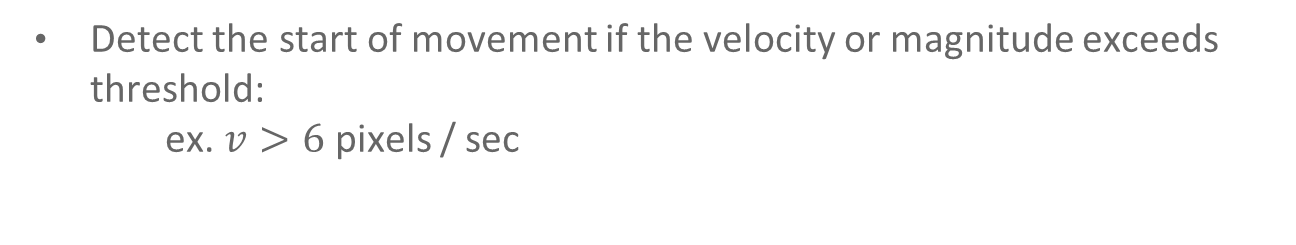 • Detect the start of movement if the velocity or magnitude exceeds
threshold:
ex. 𝑣 > 6 pixels / sec